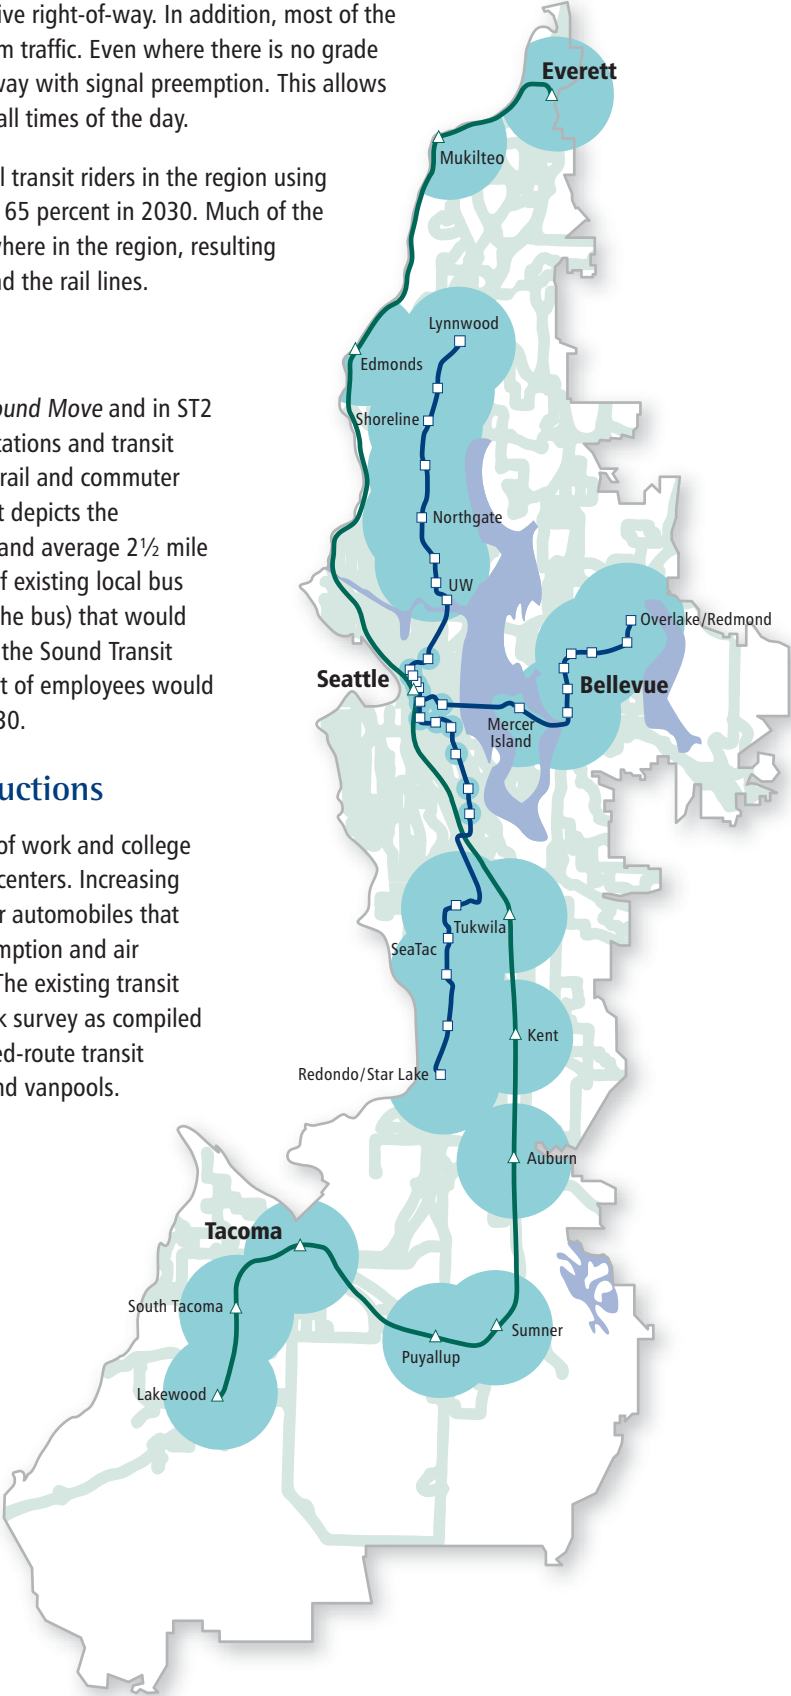 ive right-of-way. In addition, most of the
m traffic. Even where there is no grade
way with signal preemption. This allows
all times of the day.
l transit riders in the region using
65 percent in 2030. Much of the
where in the region, resulting
nd the rail lines.
ound Move and in ST2
tations and transit
rail and commuter
t depicts the
and average 2½ mile
f existing local bus
he bus) that would
the Sound Transit
t of employees would
30.
uctions
of work and college
centers. Increasing
r automobiles that
mption and air
The existing transit
k survey as compiled
ed-route transit
nd vanpools.
Everett
Mukilteo
Lynnwood
Edmonds
Shoreline
Northgate
UW
Overlake/Redmond
Seattle
Bellevue
Mercer
Island
Tukwila
SeaTac
Kent
Redondo/Star Lake
Auburn
Tacoma
South Tacoma
Sumner
Puyallup
Lakewood